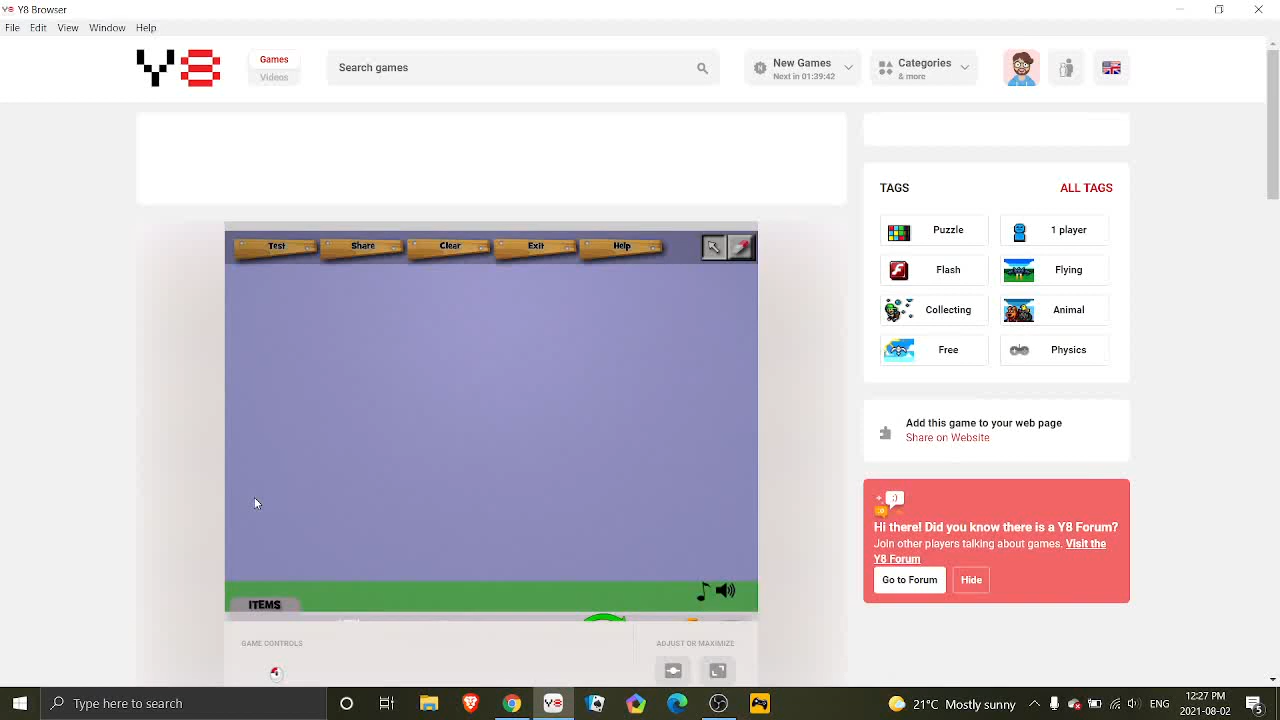 Y8 Browser
File Edit View Window Help
Y8
Games
Videos
Search games
New Games
Next in 01:39:42
Categories
& more
Test Share Clear Exit Help
ITEMS
GAME CONTROLS
ADJUST OR MAXIMIZE
TAGS
ALL TAGS
Puzzle
1 player
Flash
Flying
Collecting
Animal
Free
Physics
Add this game to your web page
Share on Website
Hi there! Did you know there is a Y8 Forum?
Join other players talking about games. Visit the
Y8 Forum
Go to Forum
Hide
Type here to search
27°C Mostly sunny
ENG
12:27 PM
2021-08-02